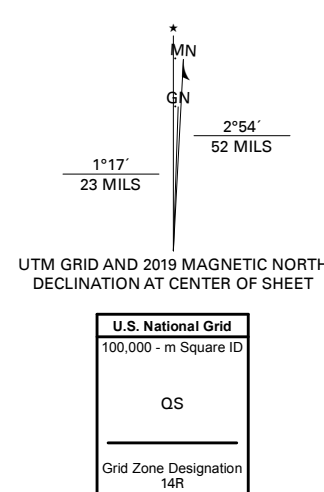 ★
MN
GN
2°54´
52 MILS
1°17´
23 MILS
UTM GRID AND 2019 MAGNETIC NORTH
DECLINATION AT CENTER OF SHEET
U.S. National Grid
100,000 - m Square ID
QS
Grid Zone Designation
14R